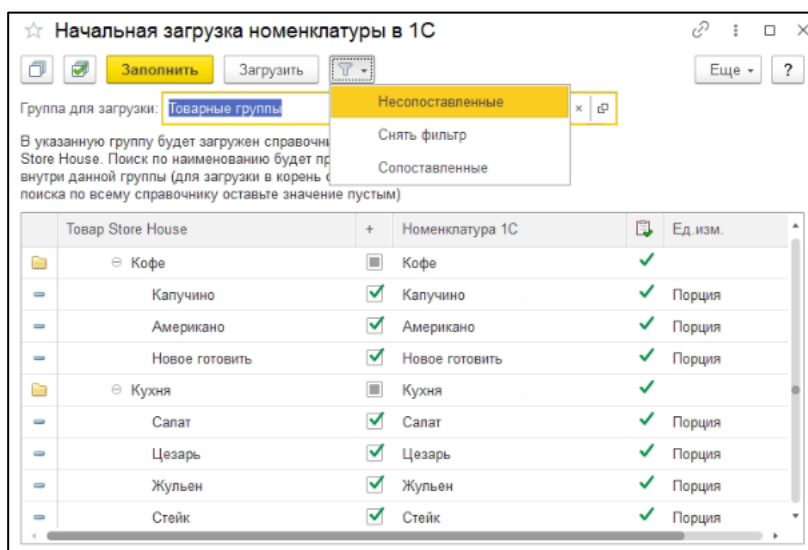 Начальная загрузка номенклатуры в 1С
Заполнить Загрузить Еще ?
Группа для загрузки: Товарные группы
Несопоставленные
Снять фильтр
Сопоставленные
В указанную группу будет загружен справочни
Store House. Поиск по наименованию будет пр
внутри данной группы (для загрузки в корень
поиска по всему справочнику оставьте значение пустым)
Товар Store House + Номенклатура 1С Ед.изм.
Кофе Кофе
Капучино Капучино Порция
Американо Американо Порция
Новое готовить Новое готовить Порция
Кухня Кухня
Салат Салат Порция
Цезарь Цезарь Порция
Жульен Жульен Порция
Стейк Стейк Порция